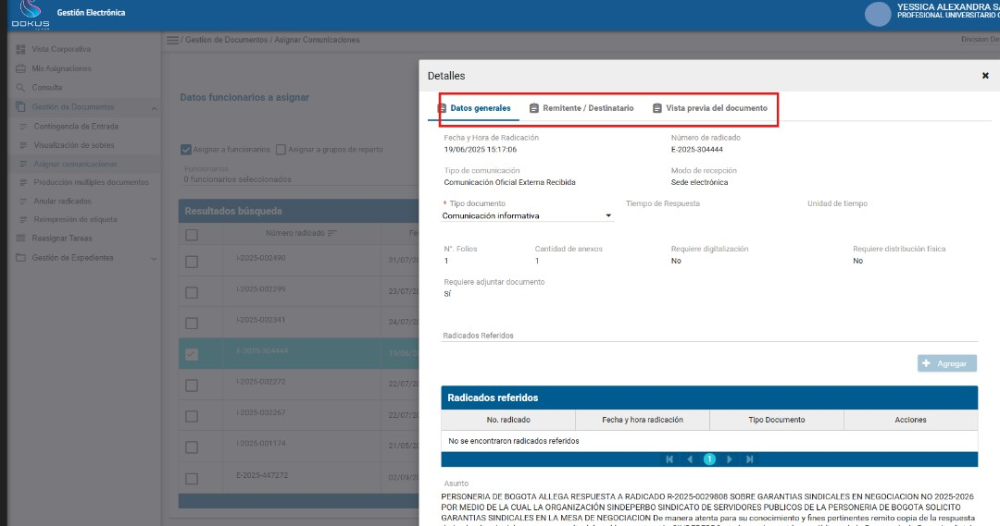 DOKUS
Gestión Electrónica
YESSICA ALEXANDRA
PROFESIONAL UNIVERSITARIO
/ Gestion de Documentos / Asignar Comunicaciones
Division
Vista Corporativa
Mis Asignaciones
Consulta
Gestión de Documentos
Contingencia de Entrada
Visualización de sobres
Asignar comunicaciones
Producción multiples documentos
Anular radicados
Reimpresión de etiqueta
Reasignar Tareas
Gestión de Expedientes
Datos funcionarios a asignar
Asignar a funcionarios Asignar a grupos de reparto
Funcionarios
0 funcionarios seleccionados
Resultados búsqueda
Número radicado Fe
I-2025-002490 31/07/2
I-2025-002299 23/07/2
I-2025-002341 24/07/2
E-2025-304444 19/06/2
I-2025-002272 22/07/2
I-2025-002267 22/07/2
I-2025-001174 21/05/2
E-2025-447272 02/09/2
Detalles
Datos generales Remitente / Destinatario Vista previa del documento
Fecha y Hora de Radicación Número de radicado
19/06/2025 15:17:06 E-2025-304444
Tipo de comunicación Modo de recepción
Comunicación Oficial Externa Recibida Sede electrónica
* Tipo documento Tiempo de Respuesta Unidad de tiempo
Comunicación informativa
N°. Folios Cantidad de anexos Requiere digitalización Requiere distribución física
1 1 No No
Requiere adjuntar documento
Sí
Radicados Referidos
+ Agregar
Radicados referidos
No. radicado Fecha y hora radicación Tipo Documento Acciones
No se encontraron radicados referidos
1
Asunto
PERSONERIA DE BOGOTA ALLEGA RESPUESTA A RADICADO R-2025-0029808 SOBRE GARANTIAS SINDICALES EN NEGOCIACION NO 2025-2026
POR MEDIO DE LA CUAL LA ORGANIZACIÓN SINDEPERBO SINDICATO DE SERVIDORES PUBLICOS DE LA PERSONERIA DE BOGOTA SOLICITO
GARANTIAS SINDICALES EN LA MESA DE NEGOCIACION De manera atenta para su conocimiento y fines pertinentes remito copia de la respuesta